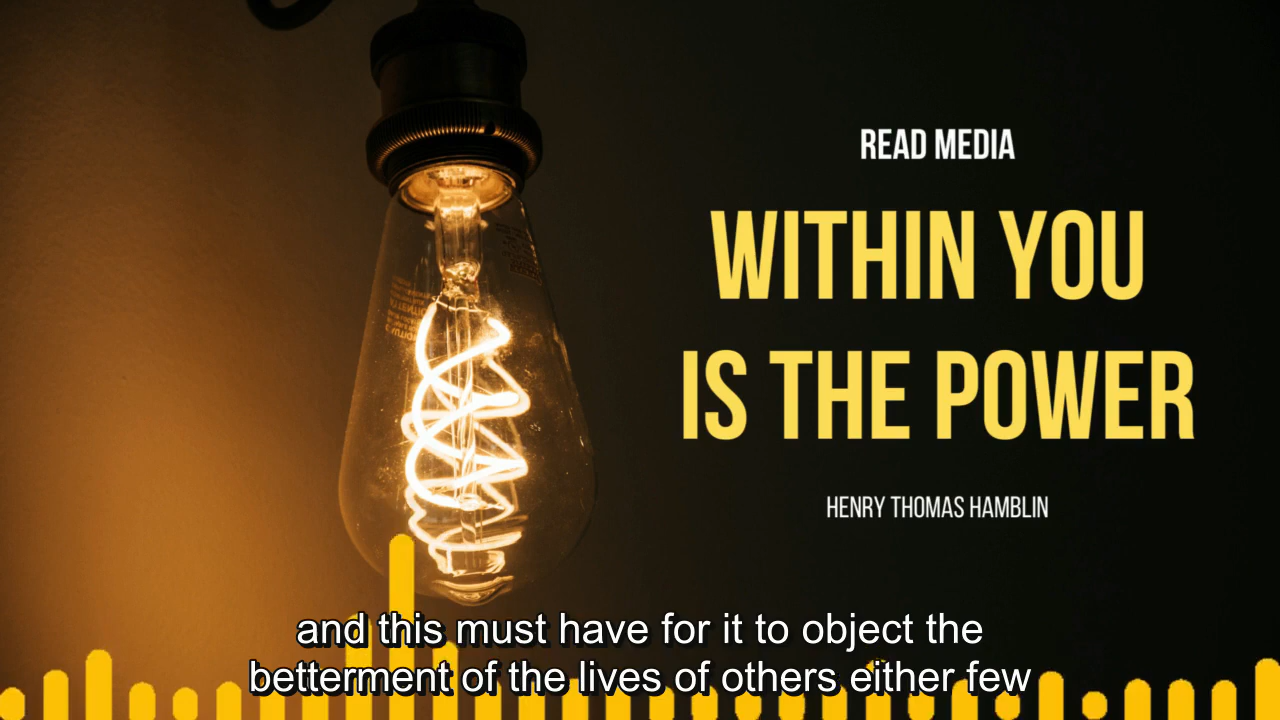 READ MEDIA
WITHIN YOU
IS THE POWER
HENRY THOMAS HAMBLIN
and this must have for it to object the
betterment of the lives of others either few